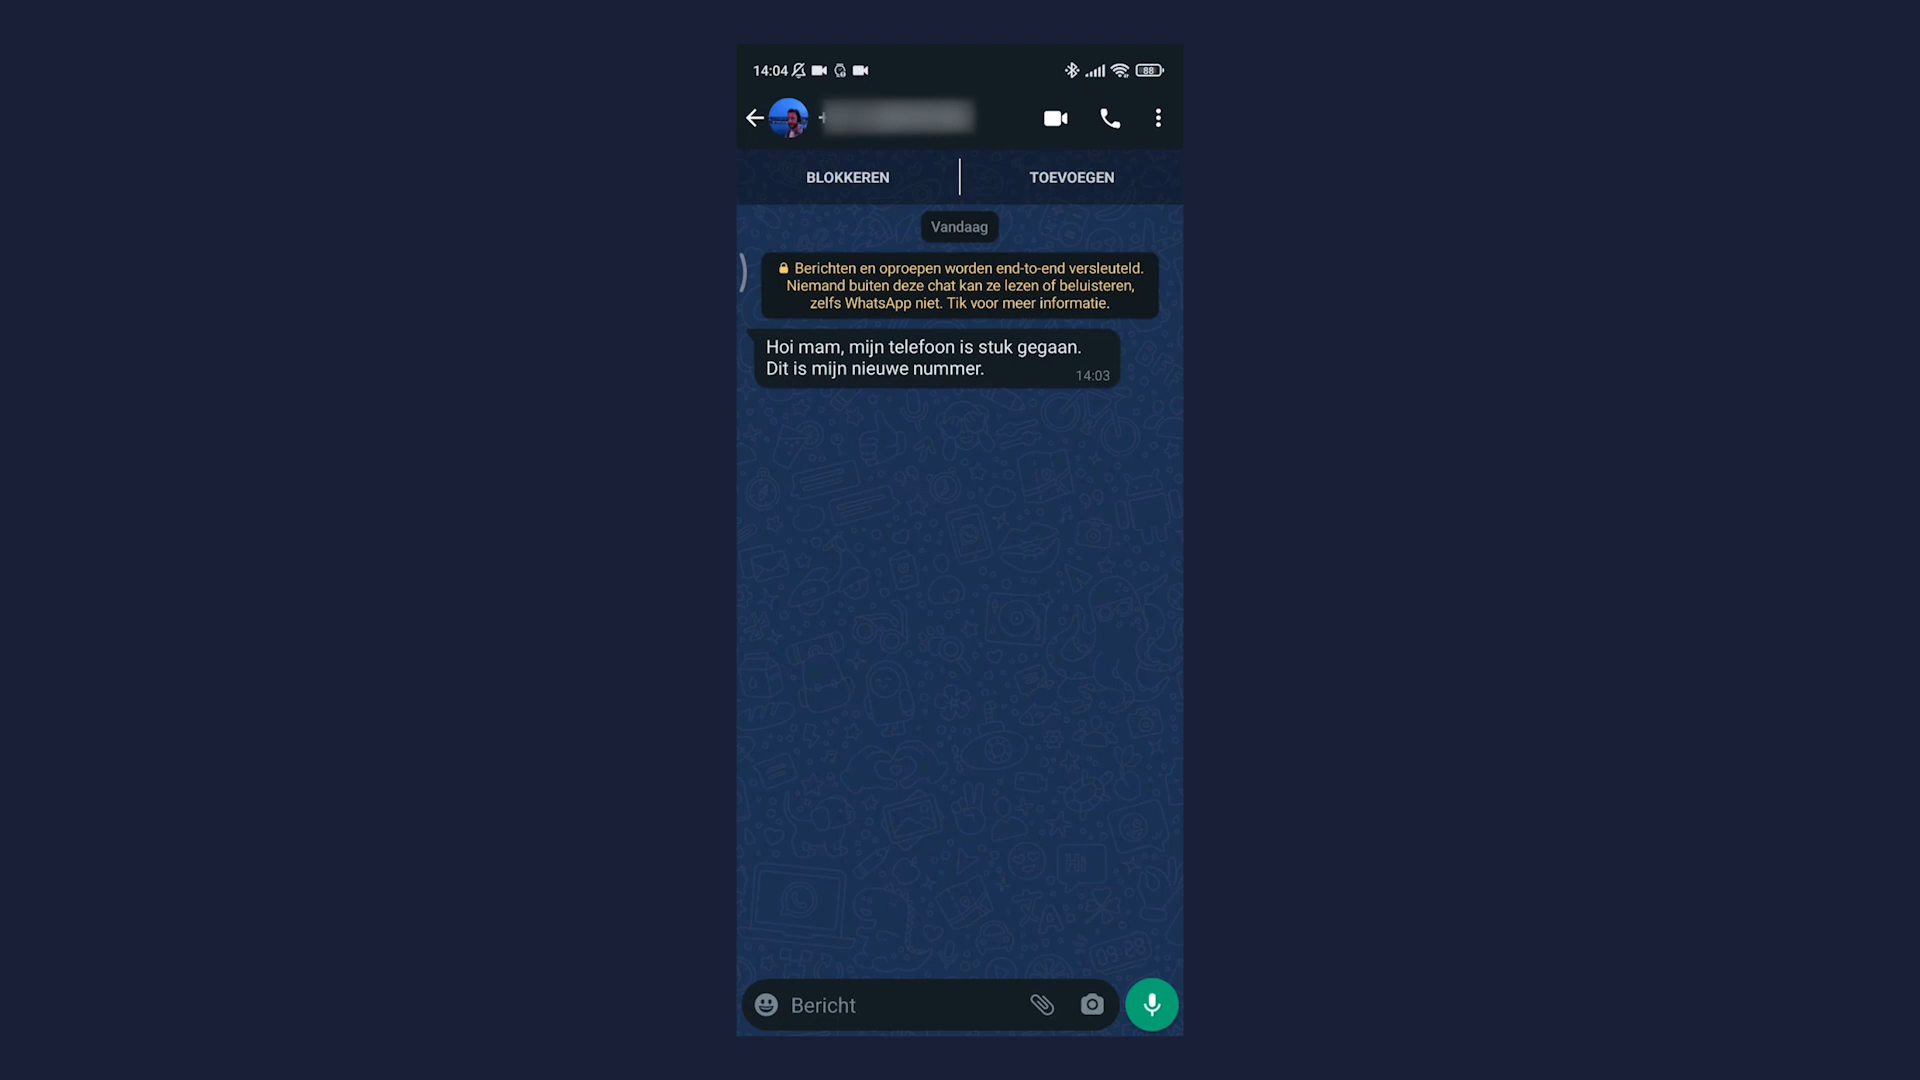 14:04
88
+
BLOKKEREN
TOEVOEGEN
Vandaag
Berichten en oproepen worden end-to-end versleuteld.
Niemand buiten deze chat kan ze lezen of beluisteren,
zelfs WhatsApp niet. Tik voor meer informatie.
Hoi mam, mijn telefoon is stuk gegaan.
Dit is mijn nieuwe nummer.
14:03
Bericht